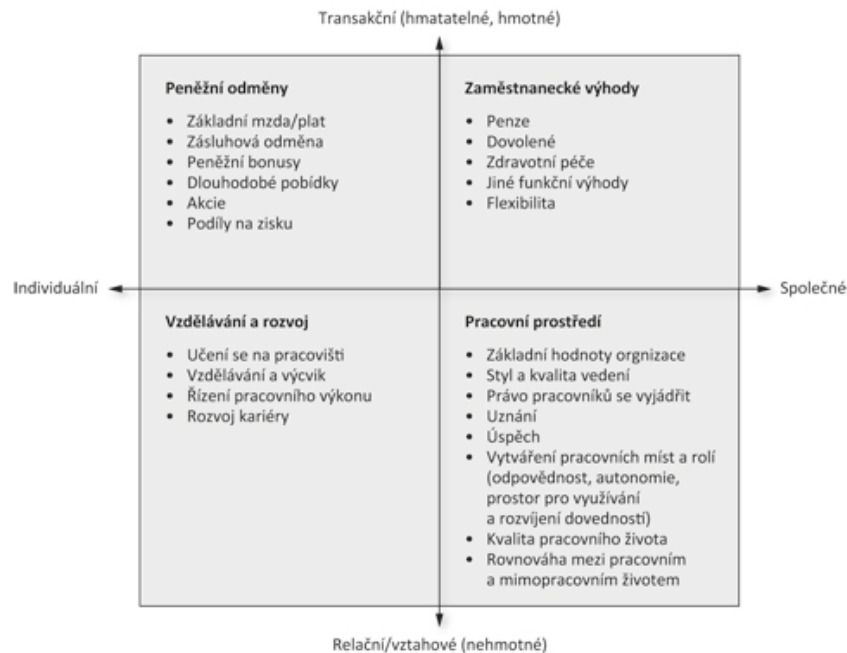 Transakční (hmatatelné, hmotné)
Peněžní odměny
• Základní mzda/plat
• Zásluhová odměna
• Peněžní bonusy
• Dlouhodobé pobídky
• Akcie
• Podíly na zisku
Zaměstnanecké výhody
• Penze
• Dovolené
• Zdravotní péče
• Jiné funkční výhody
• Flexibilita
Individuální
Společné
Vzdělávání a rozvoj
• Učení se na pracovišti
• Vzdělávání a výcvik
• Řízení pracovního výkonu
• Rozvoj kariéry
Pracovní prostředí
• Základní hodnoty orgnizace
• Styl a kvalita vedení
• Právo pracovníků se vyjádřit
• Uznání
• Úspěch
• Vytváření pracovních míst a rolí
(odpovědnost, autonomie,
prostor pro využívání
a rozvíjení dovedností)
• Kvalita pracovního života
• Rovnováha mezi pracovním
a mimopracovním životem
Relační/vztahové (nehmotné)